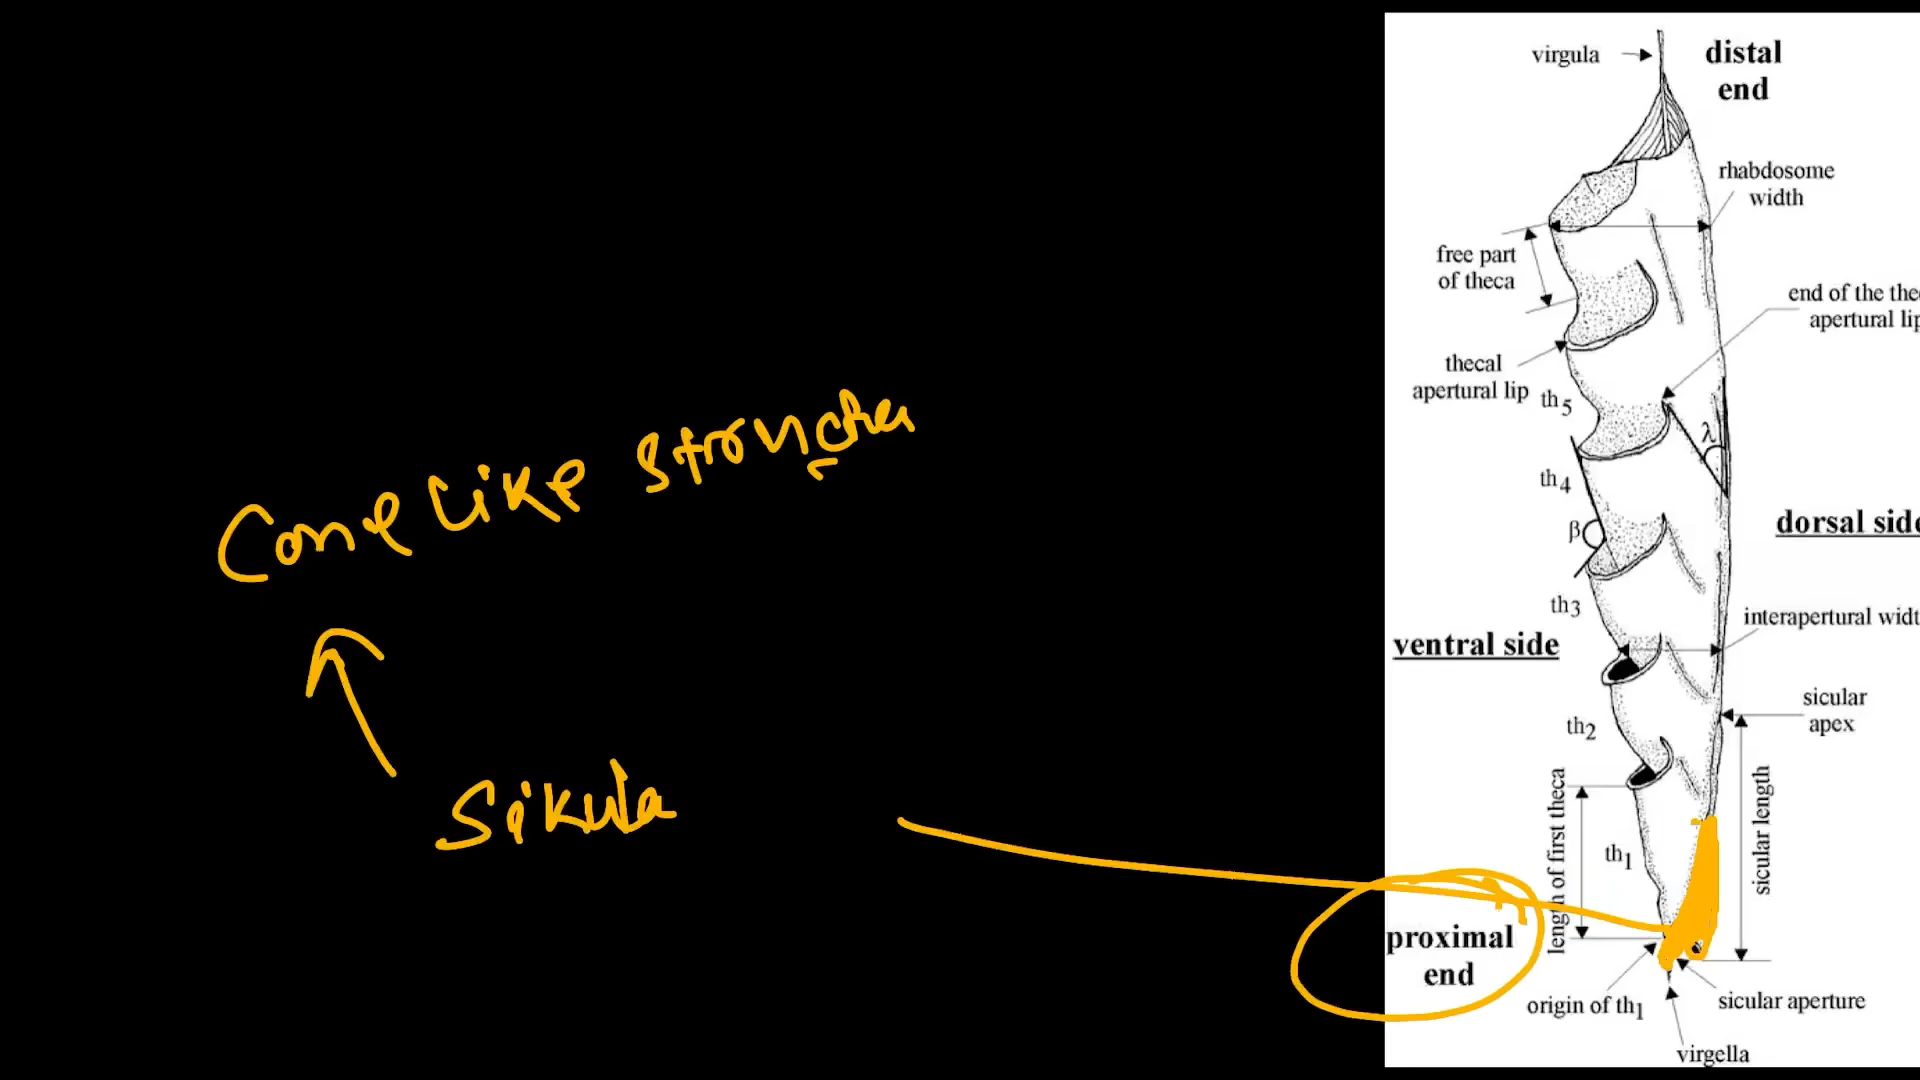 virgula
distal
end
rhabdosome
width
free part
of theca
end of the the
apertural lip
thecal
apertural lip
th5
λ
th4
β
dorsal side
Cone Like
th3
interapertural widt
ventral side
sicular
apex
th2
Sikula
length of first theca
sicular length
th1
proximal
end
origin of th1
sicular aperture
virgella